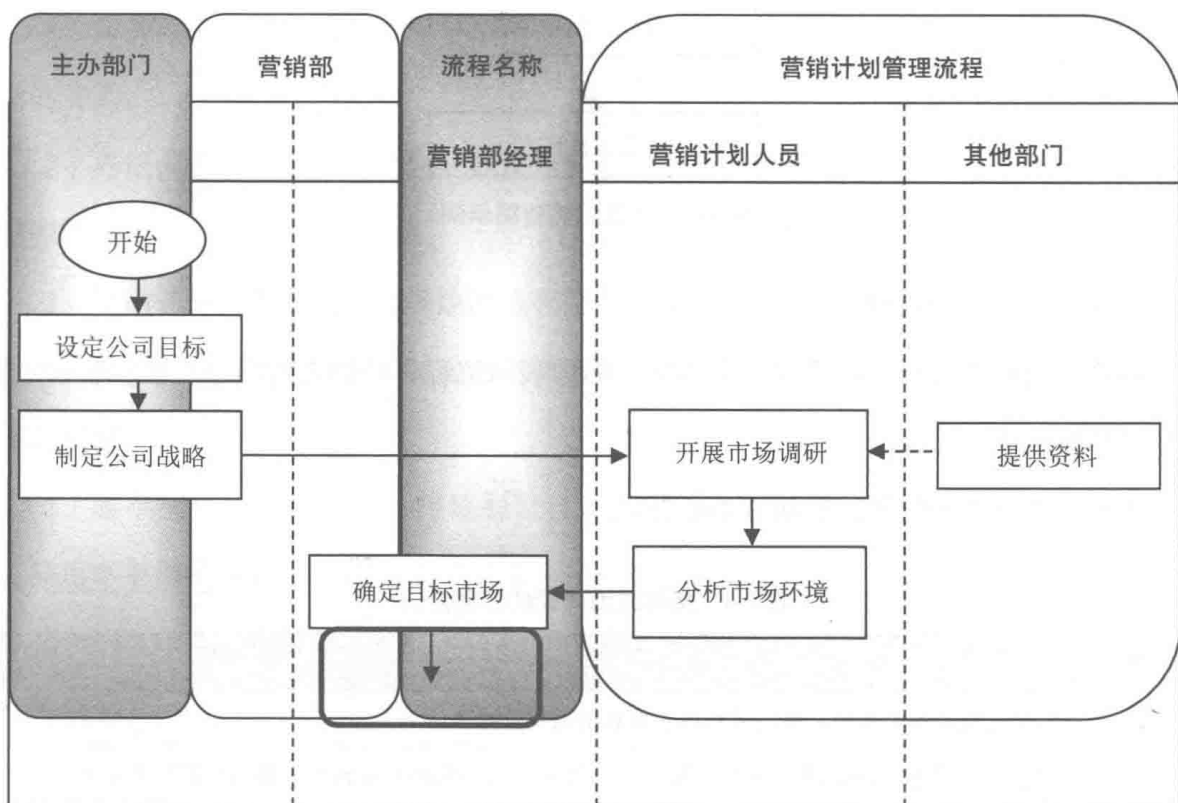 主办部门
营销部
流程名称
营销计划管理流程
营销部经理
营销计划人员
其他部门
开始
设定公司目标
制定公司战略
开展市场调研
提供资料
确定目标市场
分析市场环境